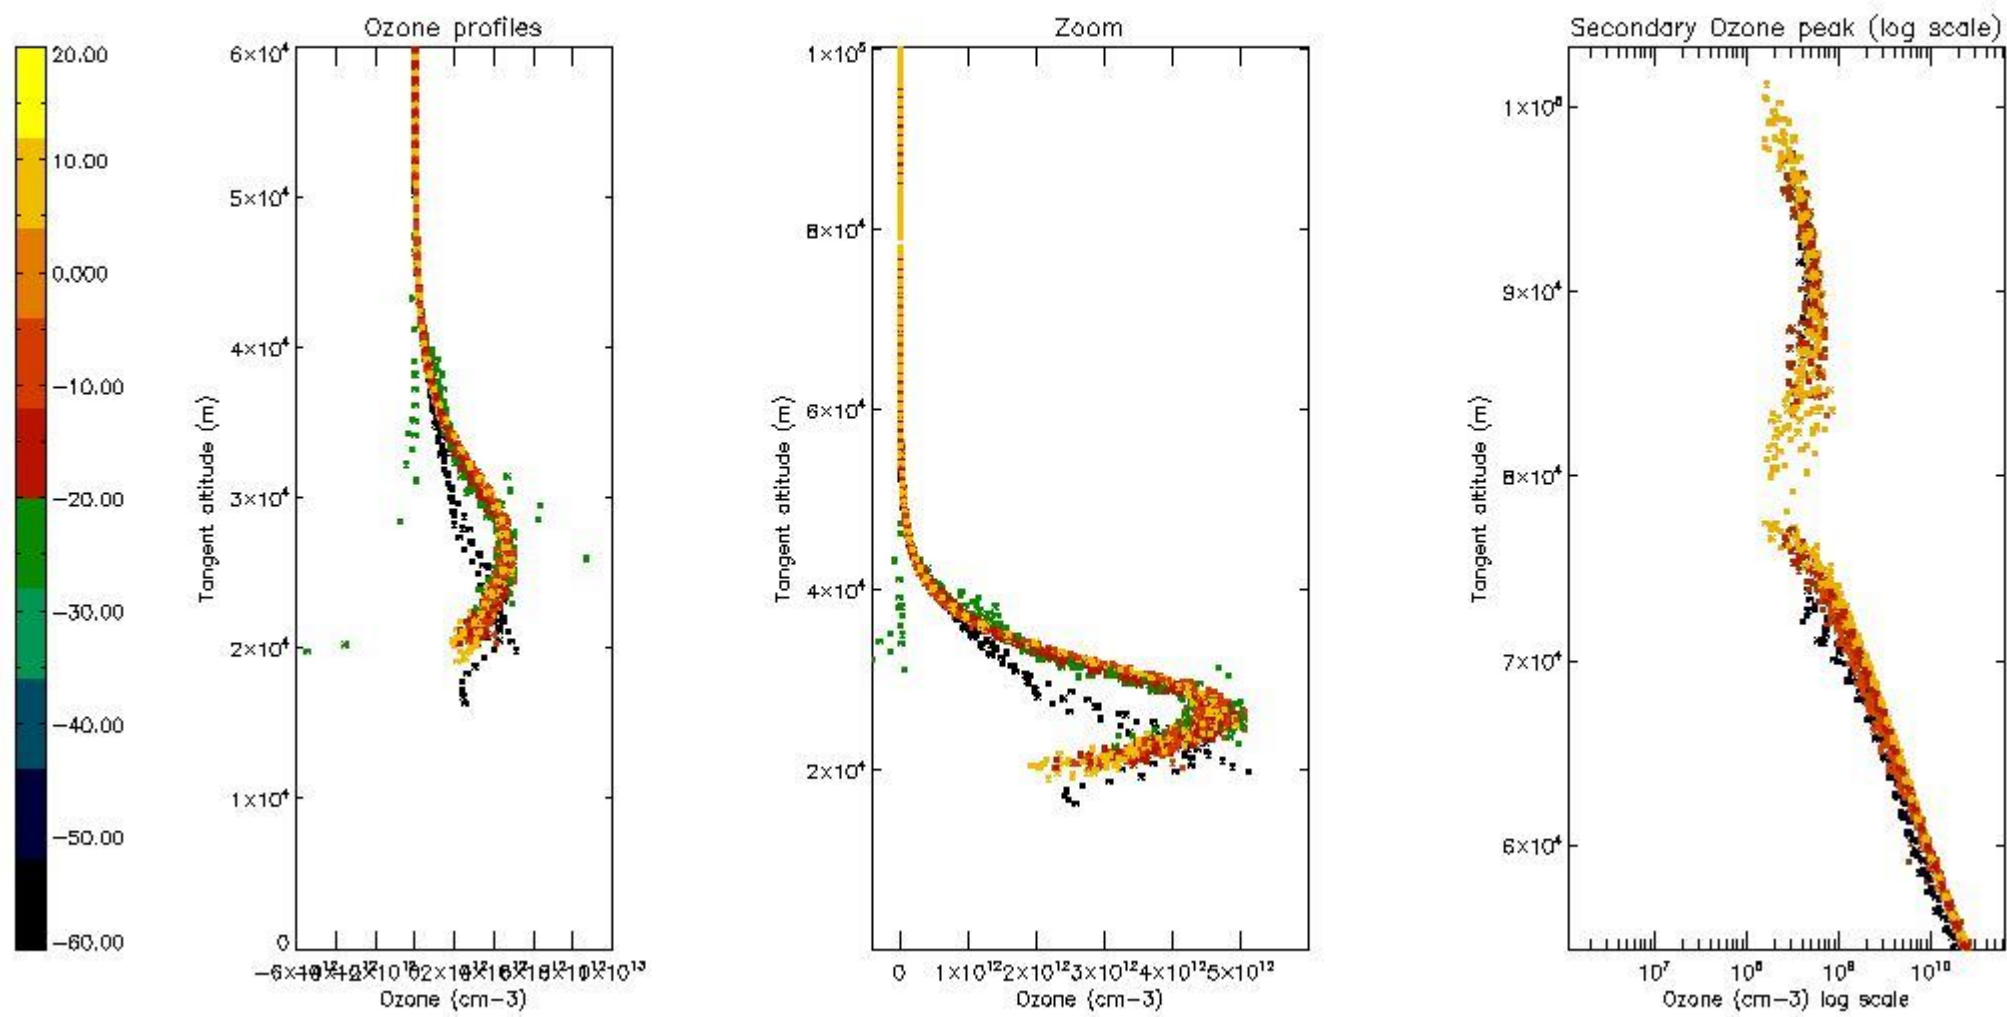 Ozone profiles
Zoom
Secondary Ozone peak (log scale)
20.00
10.00
0.000
−10.00
−20.00
−30.00
−40.00
−50.00
−60.00
6×10⁴
5×10⁴
4×10⁴
3×10⁴
2×10⁴
1×10⁴
0
Tangent altitude (m)
Ozone (cm−3)
1×10⁵
8×10⁴
6×10⁴
4×10⁴
2×10⁴
Tangent altitude (m)
0 1×10¹² 2×10¹² 3×10¹² 4×10¹² 5×10¹²
Ozone (cm−3)
1×10⁵
9×10⁴
8×10⁴
7×10⁴
6×10⁴
Tangent altitude (m)
10⁷ 10⁸ 10⁹ 10¹⁰
Ozone (cm−3) log scale